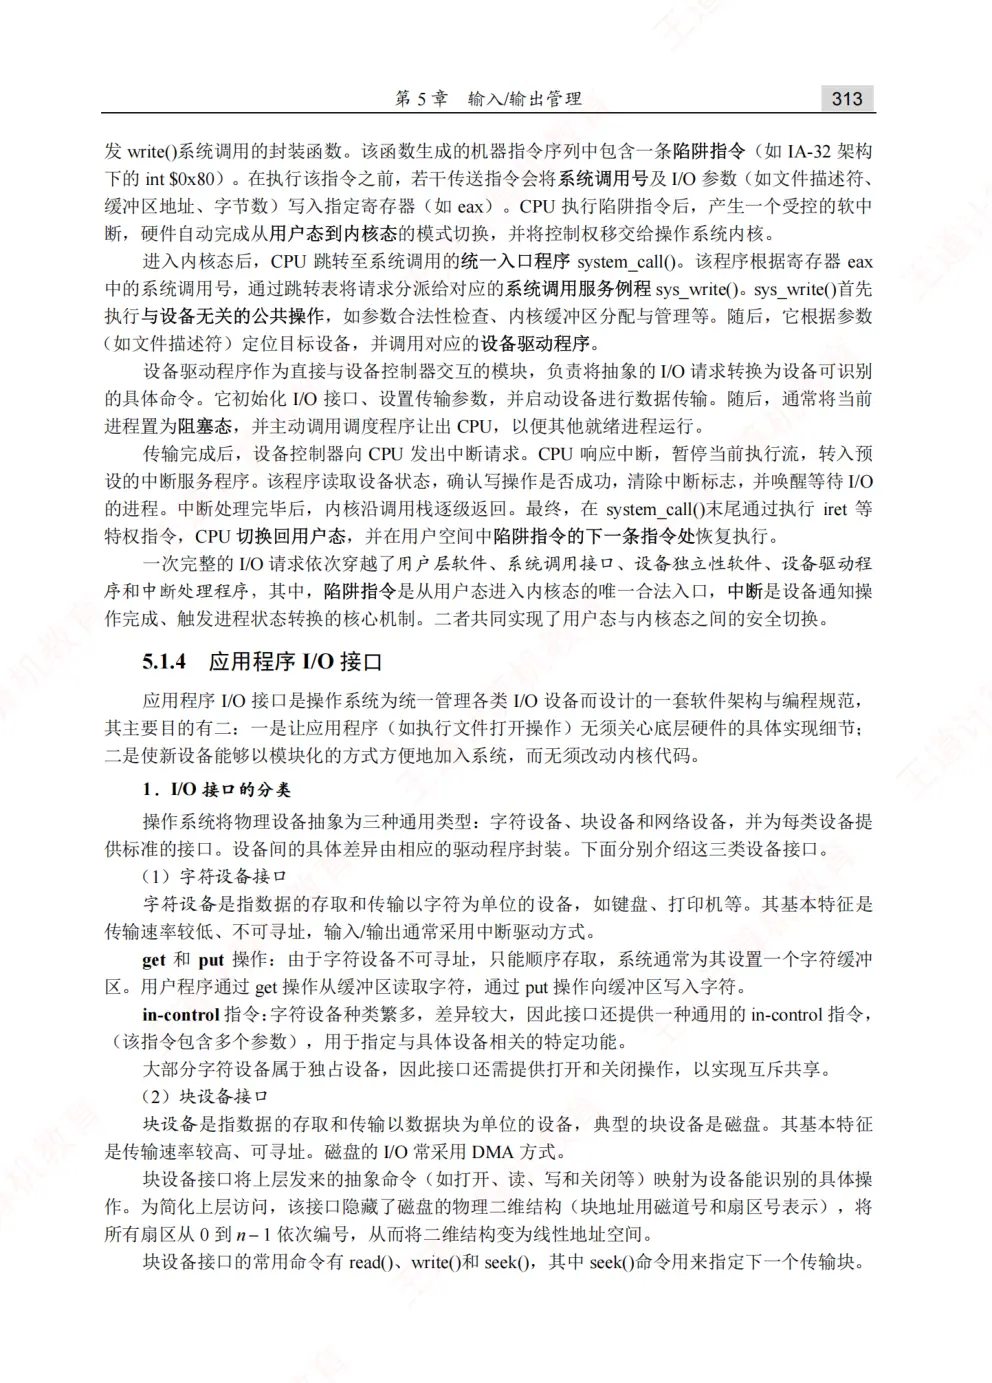 第 5 章 输入/输出管理 313
发 write()系统调用的封装函数。该函数生成的机器指令序列中包含一条陷阱指令（如 IA-32 架构
下的 int $0x80）。在执行该指令之前，若干传送指令会将系统调用号及 I/O 参数（如文件描述符、
缓冲区地址、字节数）写入指定寄存器（如 eax）。CPU 执行陷阱指令后，产生一个受控的软中
断，硬件自动完成从用户态到内核态的模式切换，并将控制权移交给操作系统内核。
进入内核态后，CPU 跳转至系统调用的统一入口程序 system_call()。该程序根据寄存器 eax
中的系统调用号，通过跳转表将请求分派给对应的系统调用服务例程 sys_write()。sys_write()首先
执行与设备无关的公共操作，如参数合法性检查、内核缓冲区分配与管理等。随后，它根据参数
（如文件描述符）定位目标设备，并调用对应的设备驱动程序。
设备驱动程序作为直接与设备控制器交互的模块，负责将抽象的 I/O 请求转换为设备可识别
的具体命令。它初始化 I/O 接口、设置传输参数，并启动设备进行数据传输。随后，通常将当前
进程置为阻塞态，并主动调用调度程序让出 CPU，以便其他就绪进程运行。
传输完成后，设备控制器向 CPU 发出中断请求。CPU 响应中断，暂停当前执行流，转入预
设的中断服务程序。该程序读取设备状态，确认写操作是否成功，清除中断标志，并唤醒等待 I/O
的进程。中断处理完毕后，内核沿调用栈逐级返回。最终，在 system_call()末尾通过执行 iret 等
特权指令，CPU 切换回用户态，并在用户空间中陷阱指令的下一条指令处恢复执行。
一次完整的 I/O 请求依次穿越了用户层软件、系统调用接口、设备独立性软件、设备驱动程
序和中断处理程序，其中，陷阱指令是从用户态进入内核态的唯一合法入口，中断是设备通知操
作完成、触发进程状态转换的核心机制。二者共同实现了用户态与内核态之间的安全切换。
5.1.4 应用程序 I/O 接口
应用程序 I/O 接口是操作系统为统一管理各类 I/O 设备而设计的一套软件架构与编程规范，
其主要目的有二：一是让应用程序（如执行文件打开操作）无须关心底层硬件的具体实现细节；
二是使新设备能够以模块化的方式方便地加入系统，而无须改动内核代码。
1．I/O 接口的分类
操作系统将物理设备抽象为三种通用类型：字符设备、块设备和网络设备，并为每类设备提
供标准的接口。设备间的具体差异由相应的驱动程序封装。下面分别介绍这三类设备接口。
（1）字符设备接口
字符设备是指数据的存取和传输以字符为单位的设备，如键盘、打印机等。其基本特征是
传输速率较低、不可寻址，输入/输出通常采用中断驱动方式。
get 和 put 操作：由于字符设备不可寻址，只能顺序存取，系统通常为其设置一个字符缓冲
区。用户程序通过 get 操作从缓冲区读取字符，通过 put 操作向缓冲区写入字符。
in-control 指令：字符设备种类繁多，差异较大，因此接口还提供一种通用的 in-control 指令，
（该指令包含多个参数），用于指定与具体设备相关的特定功能。
大部分字符设备属于独占设备，因此接口还需提供打开和关闭操作，以实现互斥共享。
（2）块设备接口
块设备是指数据的存取和传输以数据块为单位的设备，典型的块设备是磁盘。其基本特征
是传输速率较高、可寻址。磁盘的 I/O 常采用 DMA 方式。
块设备接口将上层发来的抽象命令（如打开、读、写和关闭等）映射为设备能识别的具体操
作。为简化上层访问，该接口隐藏了磁盘的物理二维结构（块地址用磁道号和扇区号表示），将
所有扇区从 0 到 n – 1 依次编号，从而将二维结构变为线性地址空间。
块设备接口的常用命令有 read()、write()和 seek()，其中 seek()命令用来指定下一个传输块。